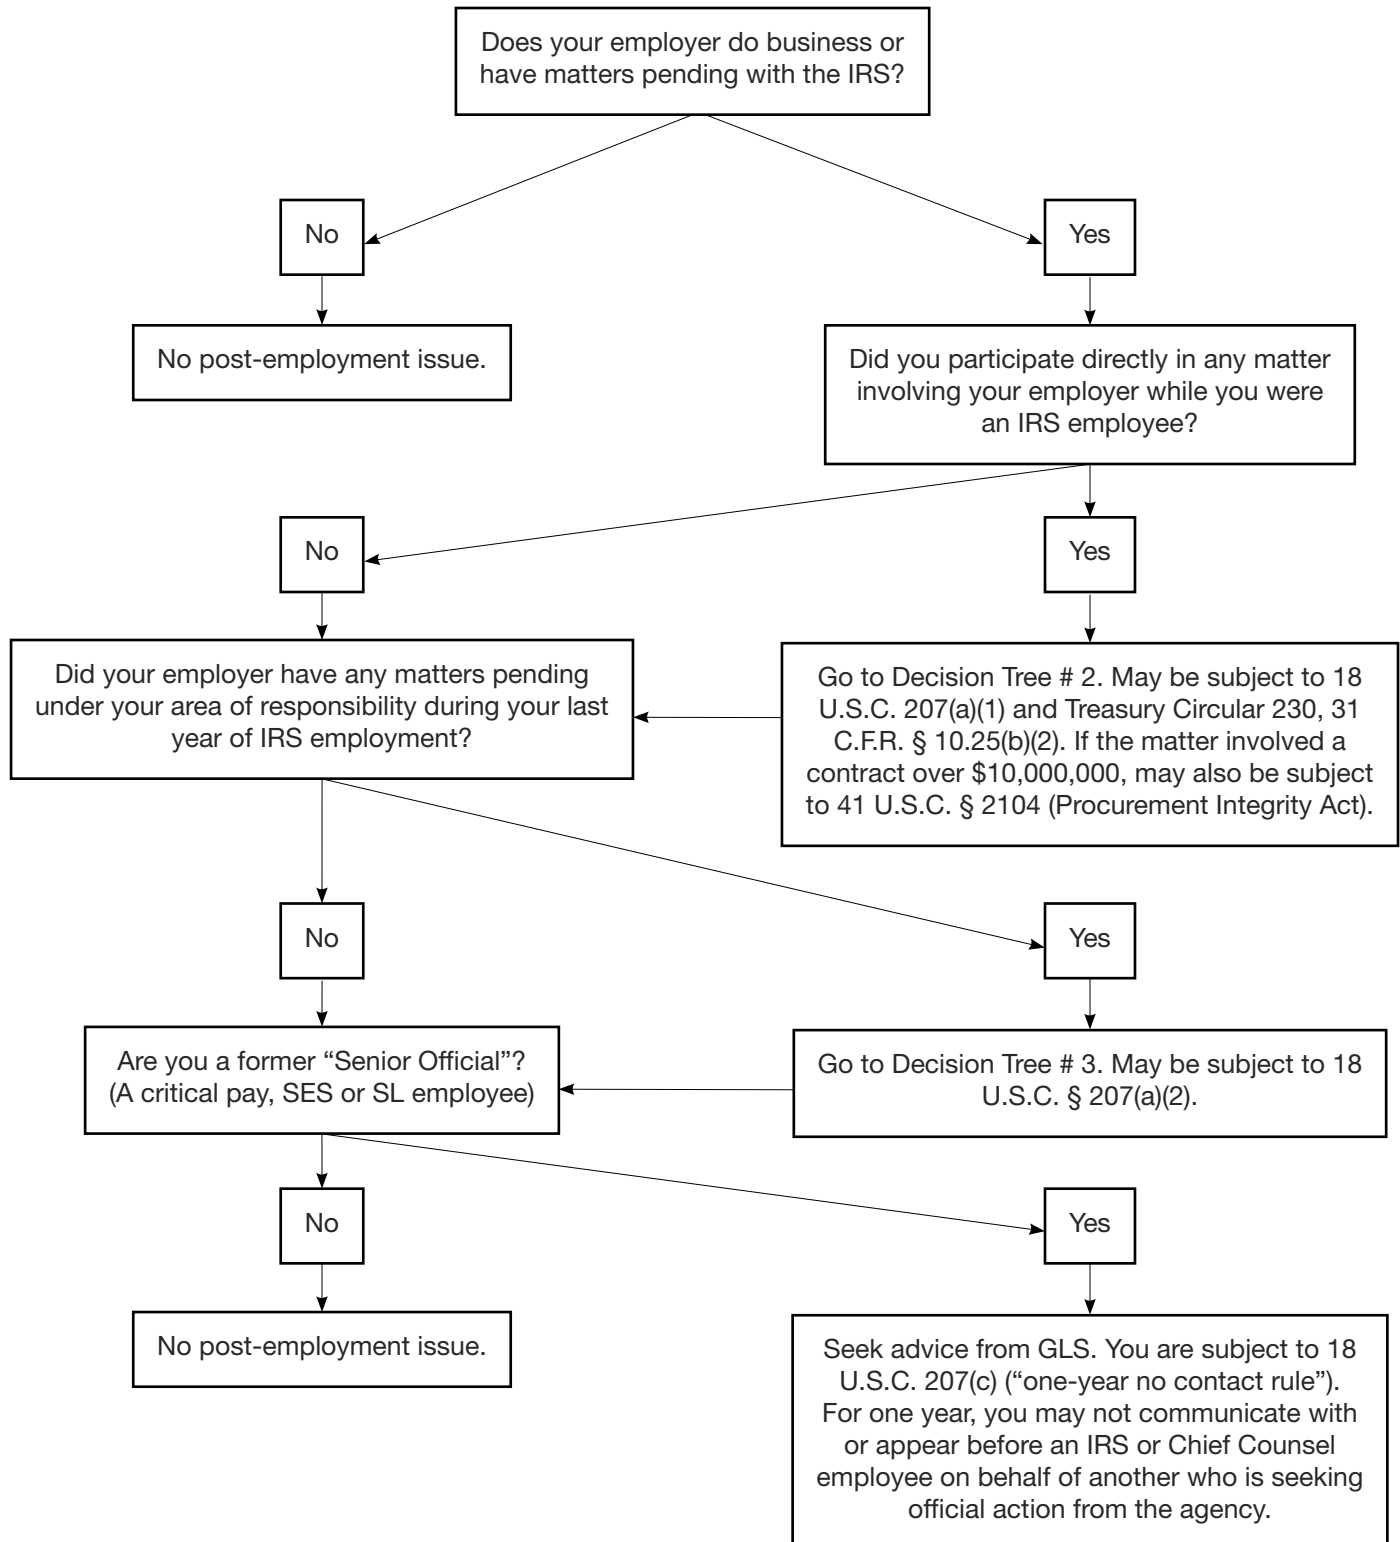 Does your employer do business or
have matters pending with the IRS?
No
Yes
No post-employment issue.
Did you participate directly in any matter
involving your employer while you were
an IRS employee?
No
Yes
Did your employer have any matters pending
under your area of responsibility during your last
year of IRS employment?
Go to Decision Tree # 2. May be subject to 18
U.S.C. 207(a)(1) and Treasury Circular 230, 31
C.F.R. § 10.25(b)(2). If the matter involved a
contract over $10,000,000, may also be subject
to 41 U.S.C. § 2104 (Procurement Integrity Act).
No
Yes
Are you a former “Senior Official”?
(A critical pay, SES or SL employee)
Go to Decision Tree # 3. May be subject to 18
U.S.C. § 207(a)(2).
No
Yes
No post-employment issue.
Seek advice from GLS. You are subject to 18
U.S.C. 207(c) (“one-year no contact rule”).
For one year, you may not communicate with
or appear before an IRS or Chief Counsel
employee on behalf of another who is seeking
official action from the agency.